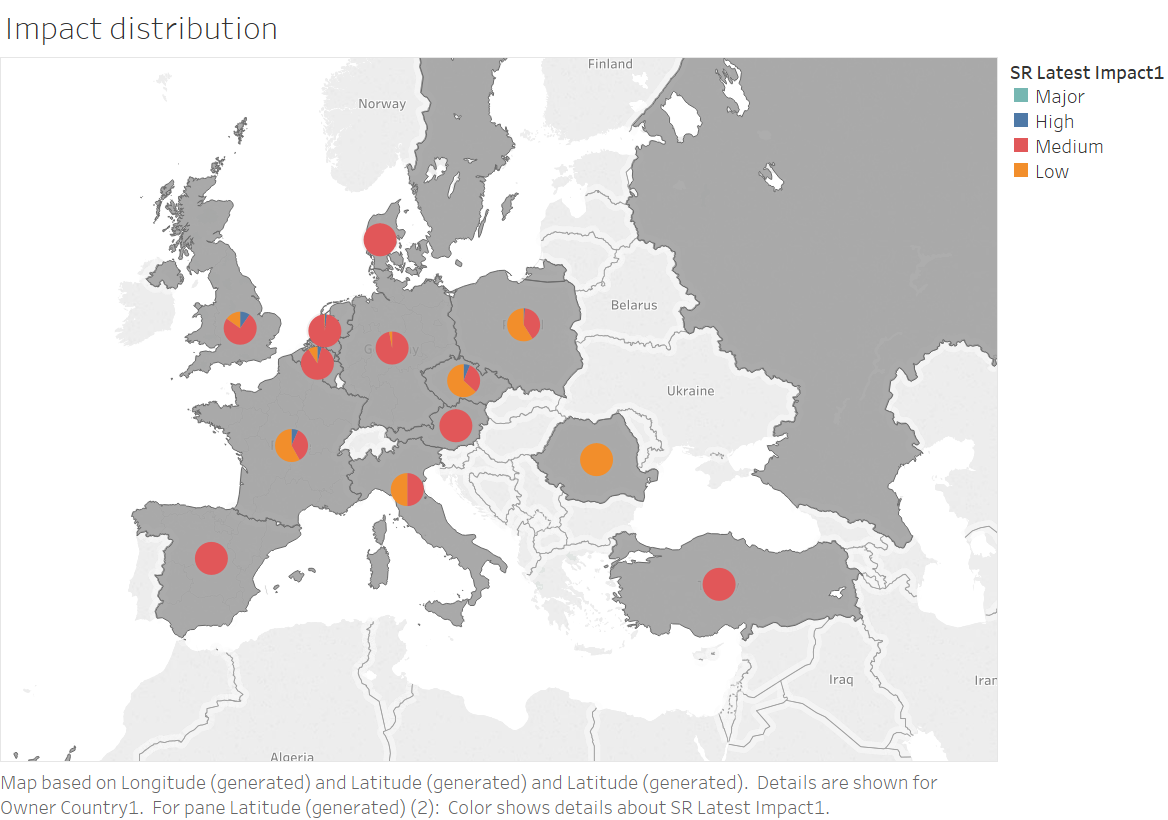 Impact distribution
SR Latest Impact1
Major
High
Medium
Low
Finland
Norway
Belarus
Ukraine
Iraq
Iran
Algeria
Map based on Longitude (generated) and Latitude (generated) and Latitude (generated).  Details are shown for
Owner Country1.  For pane Latitude (generated) (2):  Color shows details about SR Latest Impact1.